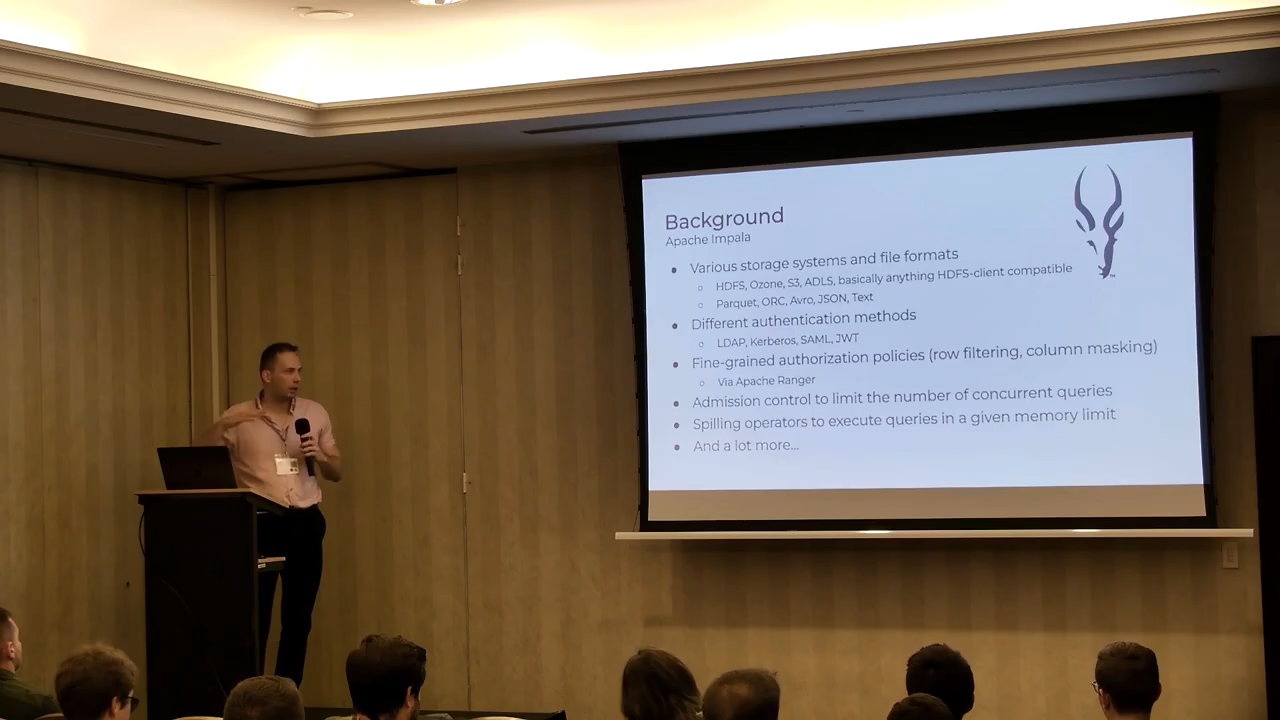 Background
Apache Impala
• Various storage systems and file formats
○ HDFS, Ozone, S3, ADLS, basically anything HDFS-client compatible
○ Parquet, ORC, Avro, JSON, Text
• Different authentication methods
○ LDAP, Kerberos, SAML, JWT
• Fine-grained authorization policies (row filtering, column masking)
○ Via Apache Ranger
• Admission control to limit the number of concurrent queries
• Spilling operators to execute queries in a given memory limit
• And a lot more...